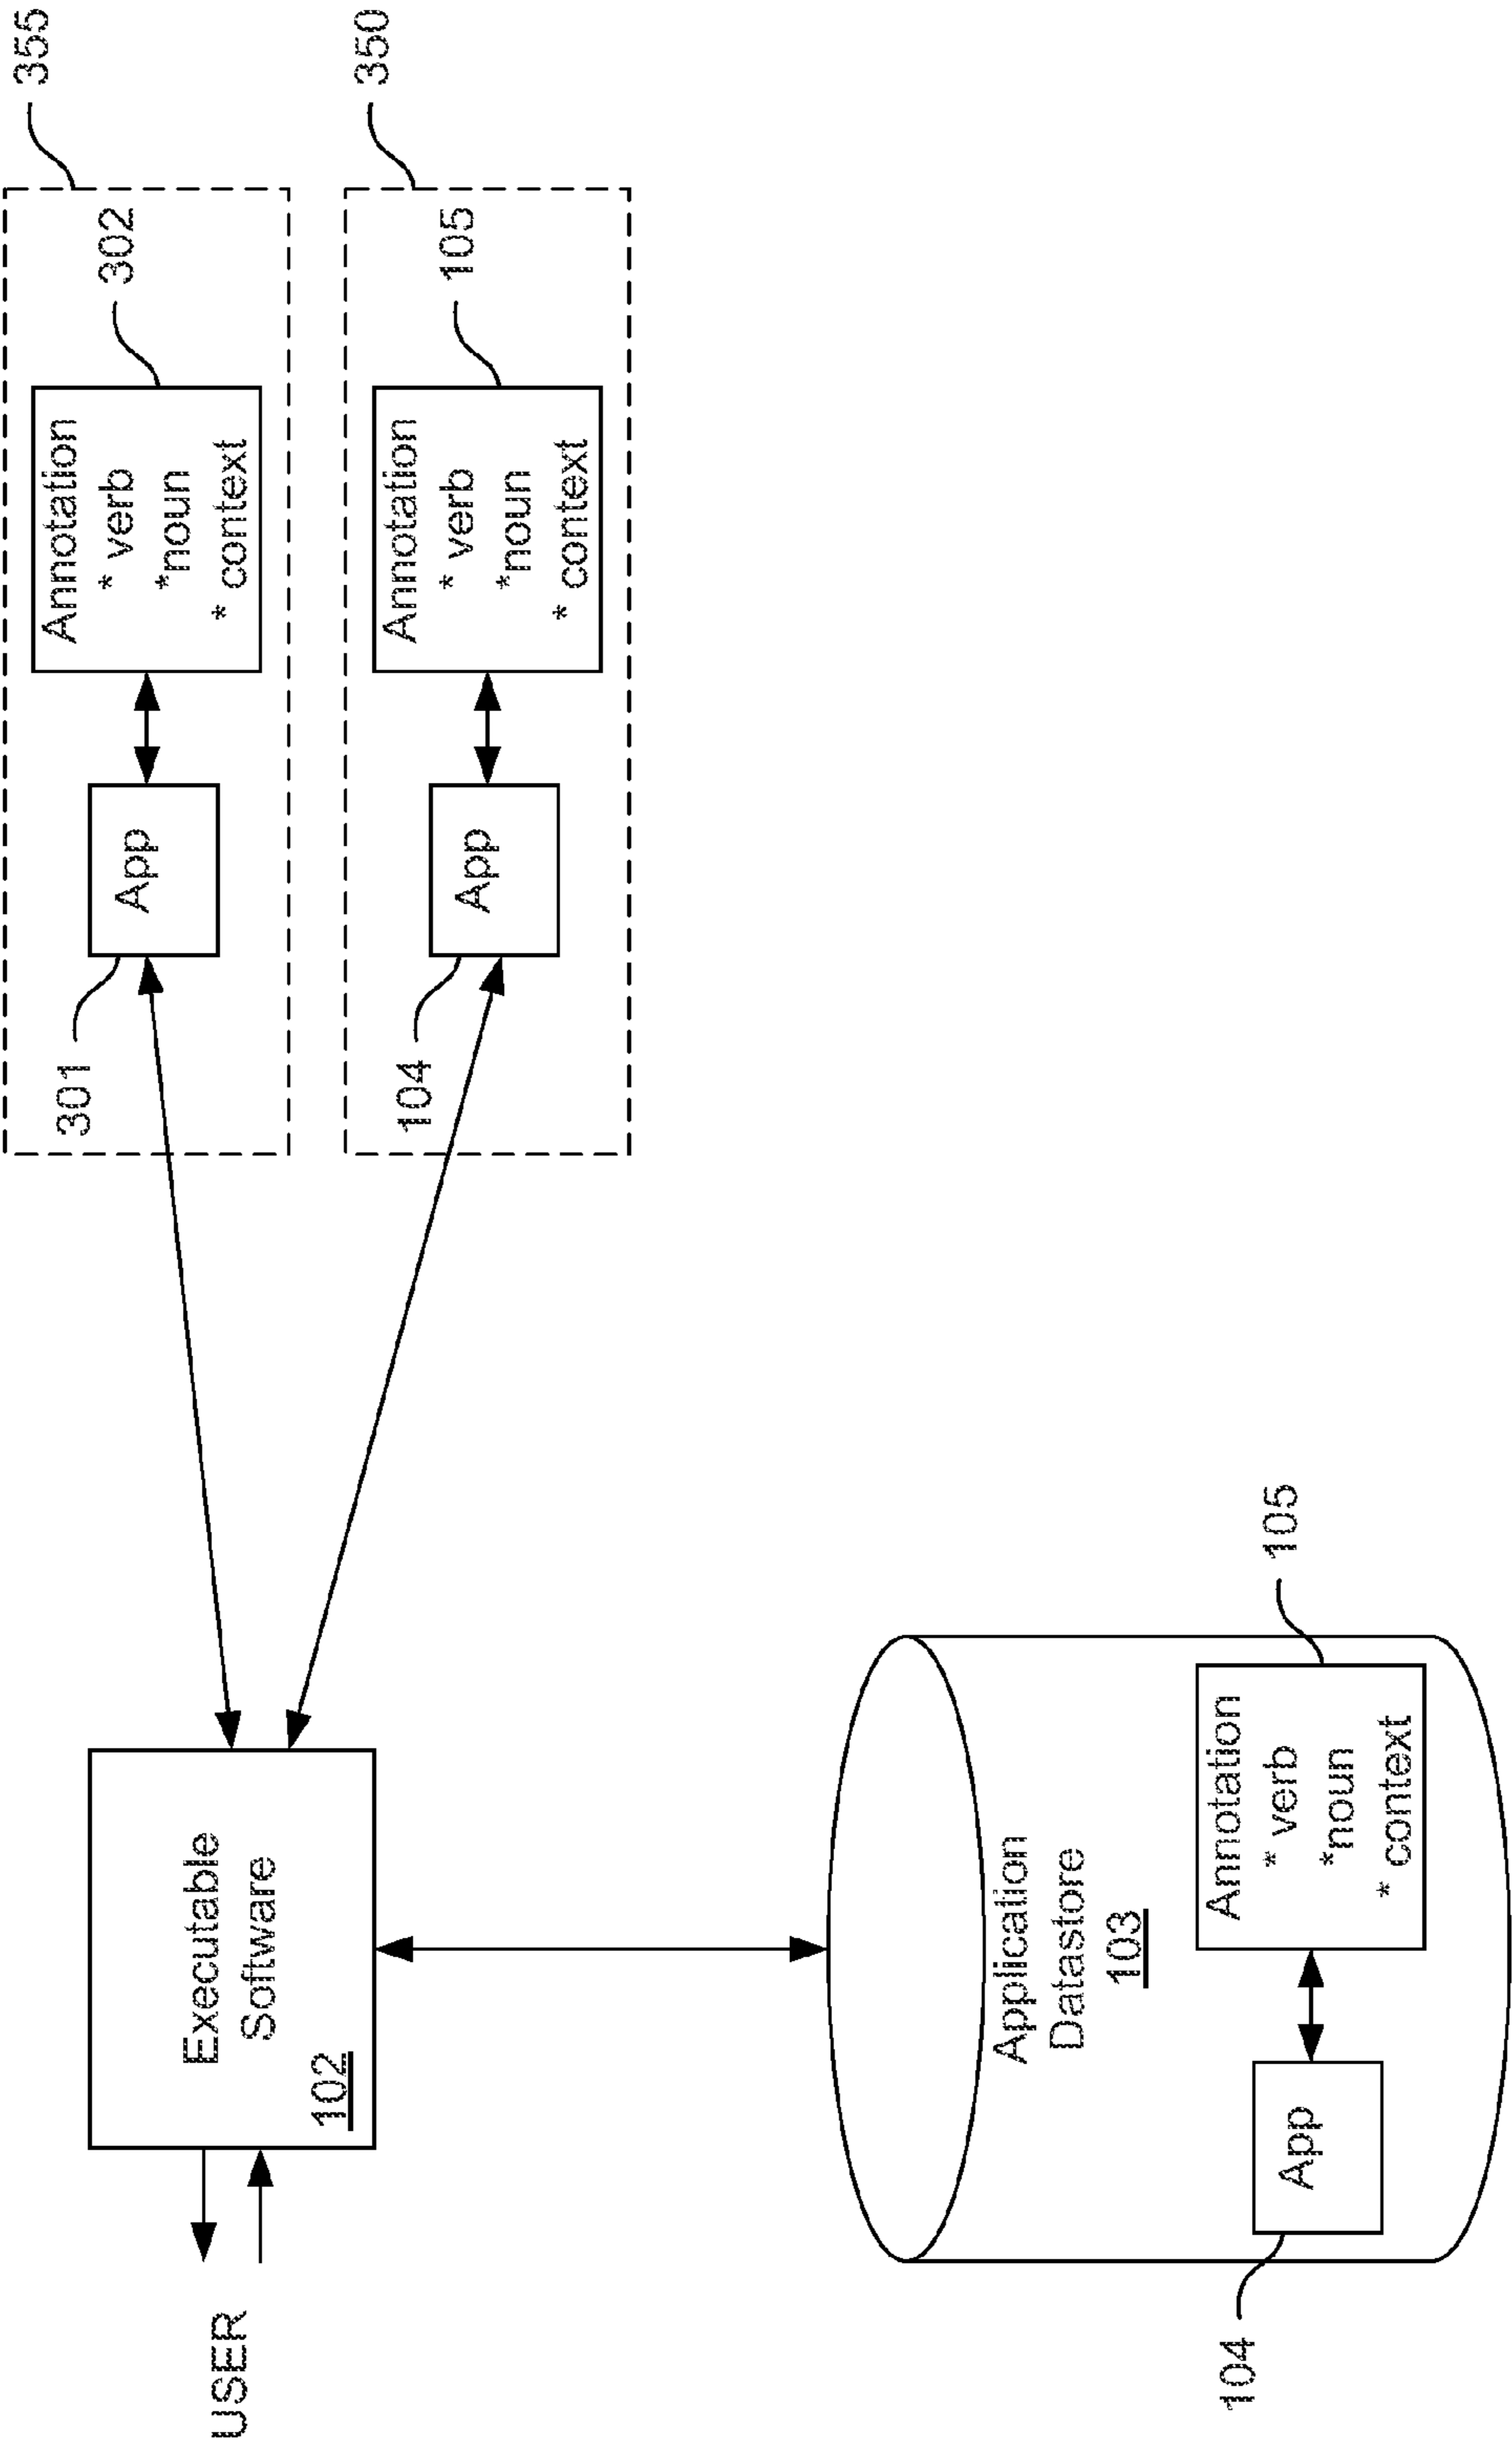 355
302
Annotation
* verb
*noun
* context
App
301
350
105
Annotation
* verb
*noun
* context
App
104
USER
Executable
Software
102
Application
Datastore
103
105
Annotation
* verb
*noun
* context
App
104